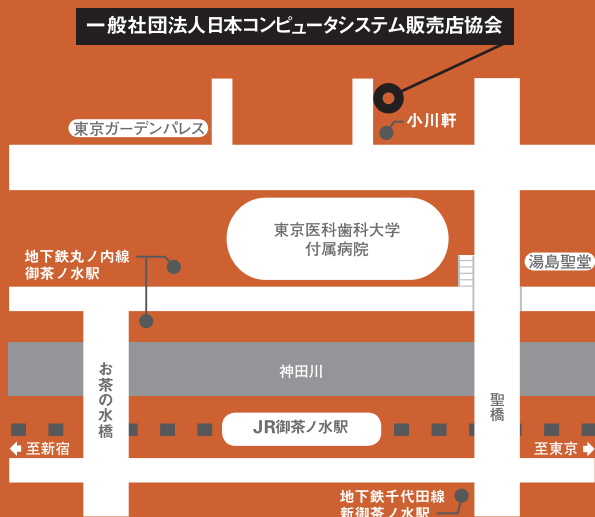 一般社団法人日本コンピュータシステム販売店協会
東京ガーデンパレス
小川軒
東京医科歯科大学
付属病院
地下鉄丸ノ内線
御茶ノ水駅
湯島聖堂
神田川
お茶の水橋
聖橋
JR御茶ノ水駅
至新宿
至東京
地下鉄千代田線
新御茶ノ水駅